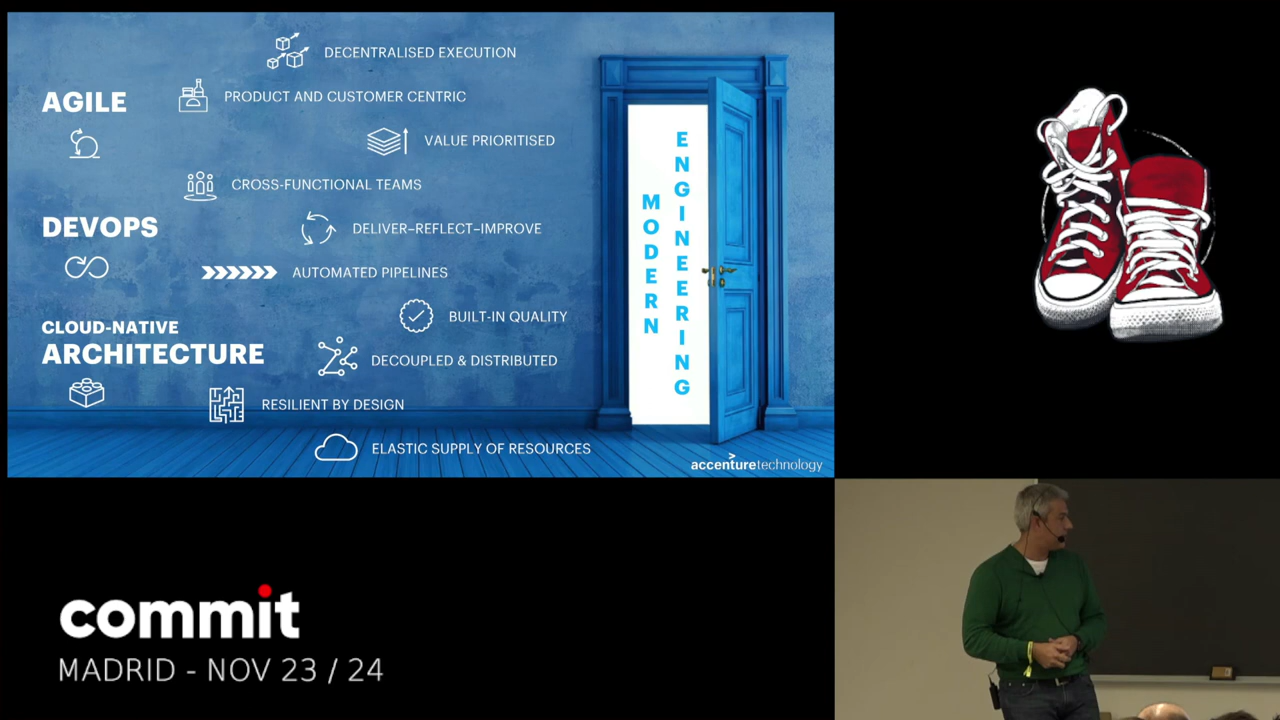 DECENTRALISED EXECUTION
AGILE
PRODUCT AND CUSTOMER CENTRIC
VALUE PRIORITISED
CROSS-FUNCTIONAL TEAMS
DEVOPS
DELIVER–REFLECT–IMPROVE
AUTOMATED PIPELINES
BUILT-IN QUALITY
CLOUD-NATIVE
ARCHITECTURE
DECOUPLED & DISTRIBUTED
RESILIENT BY DESIGN
ELASTIC SUPPLY OF RESOURCES
MODERN
ENGINEERING
accenturetechnology
commit
MADRID - NOV 23 / 24